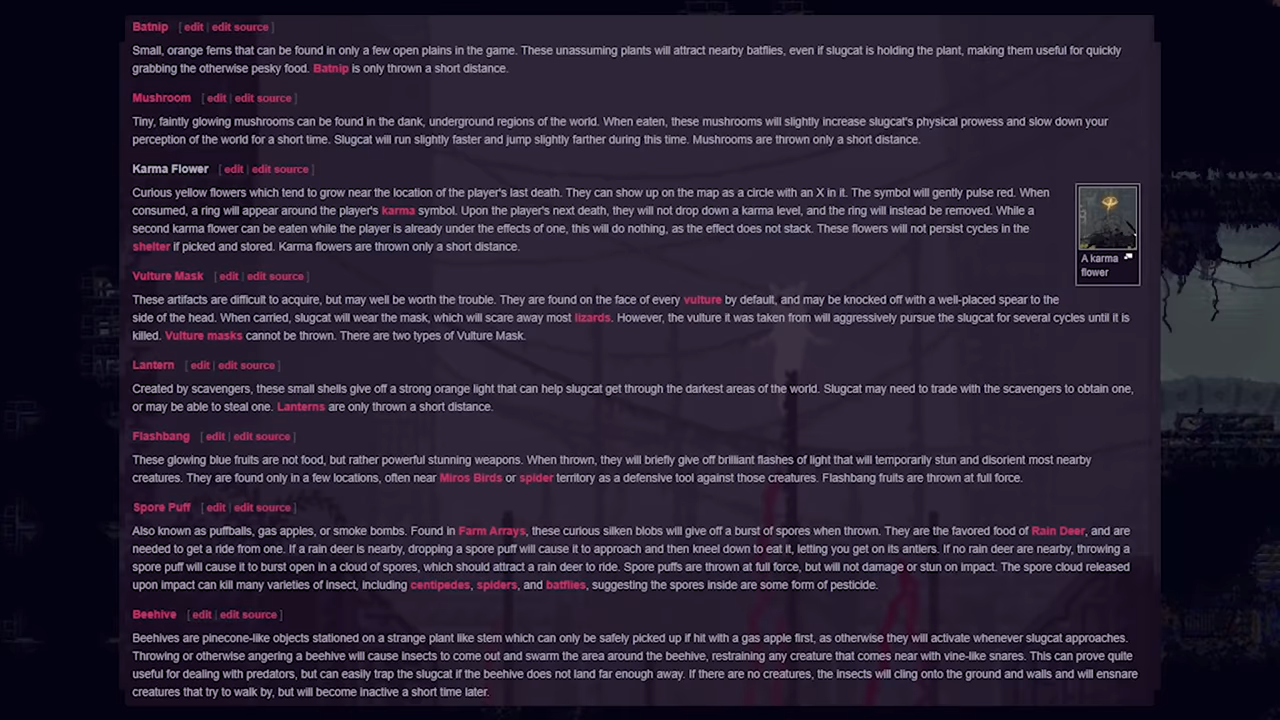 Batnip [ edit | edit source ]
Small, orange ferns that can be found in only a few open plains in the game. These unassuming plants will attract nearby batflies, even if slugcat is holding the plant, making them useful for quickly
grabbing the otherwise pesky food. Batnip is only thrown a short distance.
Mushroom [ edit | edit source ]
Tiny, faintly glowing mushrooms can be found in the dank, underground regions of the world. When eaten, these mushrooms will slightly increase slugcat's physical prowess and slow down your
perception of the world for a short time. Slugcat will run slightly faster and jump slightly farther during this time. Mushrooms are thrown only a short distance.
Karma Flower [ edit | edit source ]
Curious yellow flowers which tend to grow near the location of the player's last death. They can show up on the map as a circle with an X in it. The symbol will gently pulse red. When
consumed, a ring will appear around the player's karma symbol. Upon the player's next death, they will not drop down a karma level, and the ring will instead be removed. While a
second karma flower can be eaten while the player is already under the effects of one, this will do nothing, as the effect does not stack. These flowers will not persist cycles in the
shelter if picked and stored. Karma flowers are thrown only a short distance.
A karma
flower
Vulture Mask [ edit | edit source ]
These artifacts are difficult to acquire, but may well be worth the trouble. They are found on the face of every vulture by default, and may be knocked off with a well-placed spear to the
side of the head. When carried, slugcat will wear the mask, which will scare away most lizards. However, the vulture it was taken from will aggressively pursue the slugcat for several cycles until it is
killed. Vulture masks cannot be thrown. There are two types of Vulture Mask.
Lantern [ edit | edit source ]
Created by scavengers, these small shells give off a strong orange light that can help slugcat get through the darkest areas of the world. Slugcat may need to trade with the scavengers to obtain one,
or may be able to steal one. Lanterns are only thrown a short distance.
Flashbang [ edit | edit source ]
These glowing blue fruits are not food, but rather powerful stunning weapons. When thrown, they will briefly give off brilliant flashes of light that will temporarily stun and disorient most nearby
creatures. They are found only in a few locations, often near Miros Birds or spider territory as a defensive tool against those creatures. Flashbang fruits are thrown at full force.
Spore Puff [ edit | edit source ]
Also known as puffballs, gas apples, or smoke bombs. Found in Farm Arrays, these curious silken blobs will give off a burst of spores when thrown. They are the favored food of Rain Deer, and are
needed to get a ride from one. If a rain deer is nearby, dropping a spore puff will cause it to approach and then kneel down to eat it, letting you get on its antlers. If no rain deer are nearby, throwing a
spore puff will cause it to burst open in a cloud of spores, which should attract a rain deer to ride. Spore puffs are thrown at full force, but will not damage or stun on impact. The spore cloud released
upon impact can kill many varieties of insect, including centipedes, spiders, and batflies, suggesting the spores inside are some form of pesticide.
Beehive [ edit | edit source ]
Beehives are pinecone-like objects stationed on a strange plant like stem which can only be safely picked up if hit with a gas apple first, as otherwise they will activate whenever slugcat approaches.
Throwing or otherwise angering a beehive will cause insects to come out and swarm the area around the beehive, restraining any creature that comes near with vine-like snares. This can prove quite
useful for dealing with predators, but can easily trap the slugcat if the beehive does not land far enough away. If there are no creatures, the insects will cling onto the ground and walls and will ensnare
creatures that try to walk by, but will become inactive a short time later.